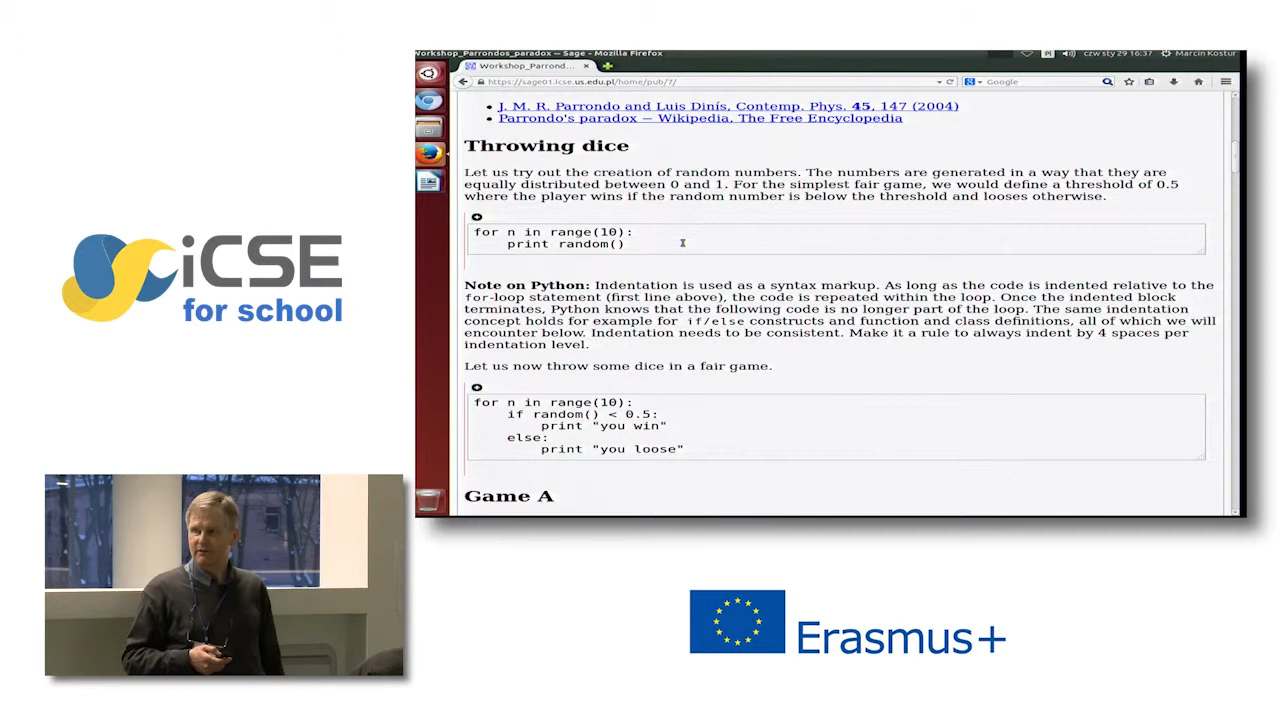 iCSE
for school
Workshop_Parrondos_paradox — Sage - Mozilla Firefox
czw sty 29 16:37
Marcin Kostur
Workshop_Parrond...
https://sage01.icse.us.edu.pl/home/pub/7/
Google
• J. M. R. Parrondo and Luis Dinís, Contemp. Phys. 45, 147 (2004)
• Parrondo's paradox — Wikipedia, The Free Encyclopedia
Throwing dice
Let us try out the creation of random numbers. The numbers are generated in a way that they are
equally distributed between 0 and 1. For the simplest fair game, we would define a threshold of 0.5
where the player wins if the random number is below the threshold and looses otherwise.
for n in range(10):
    print random()
Note on Python: Indentation is used as a syntax markup. As long as the code is indented relative to the
for-loop statement (first line above), the code is repeated within the loop. Once the indented block
terminates, Python knows that the following code is no longer part of the loop. The same indentation
concept holds for example for if/else constructs and function and class definitions, all of which we will
encounter below. Indentation needs to be consistent. Make it a rule to always indent by 4 spaces per
indentation level.
Let us now throw some dice in a fair game.
for n in range(10):
    if random() < 0.5:
        print "you win"
    else:
        print "you loose"
Game A
Erasmus+